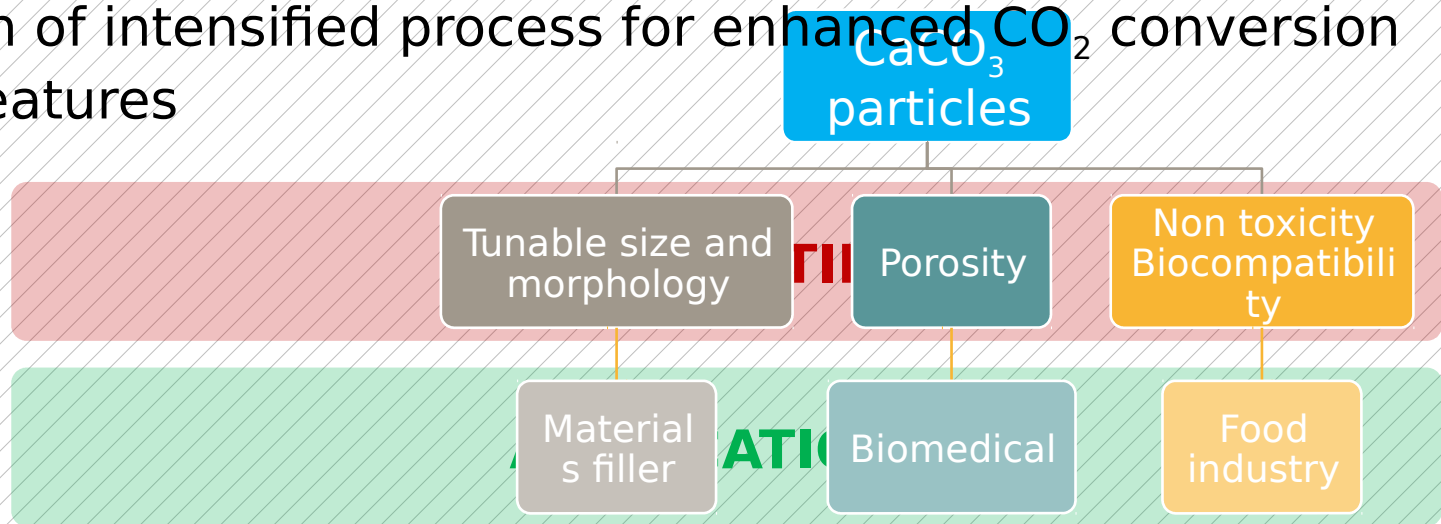 of intensified process for enhanced CO₂ conversion
CaCO₃
particles
Tunable size and
morphology
Porosity
Non toxicity
Biocompatibili
ty
Material
s filler
Biomedical
Food
industry